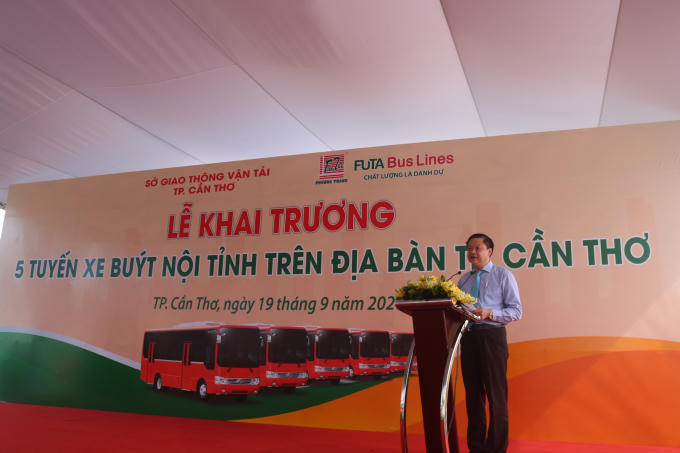 SỞ GIAO THÔNG VẬN TẢI
TP. CẦN THƠ
FUTA
PHƯƠNG TRANG
FUTA Bus Lines
CHẤT LƯỢNG LÀ DANH DỰ
LỄ KHAI TRƯƠNG
5 TUYẾN XE BUÝT NỘI TỈNH TRÊN ĐỊA BÀN CẦN THƠ
TP. Cần Thơ, ngày 19 tháng 9 năm